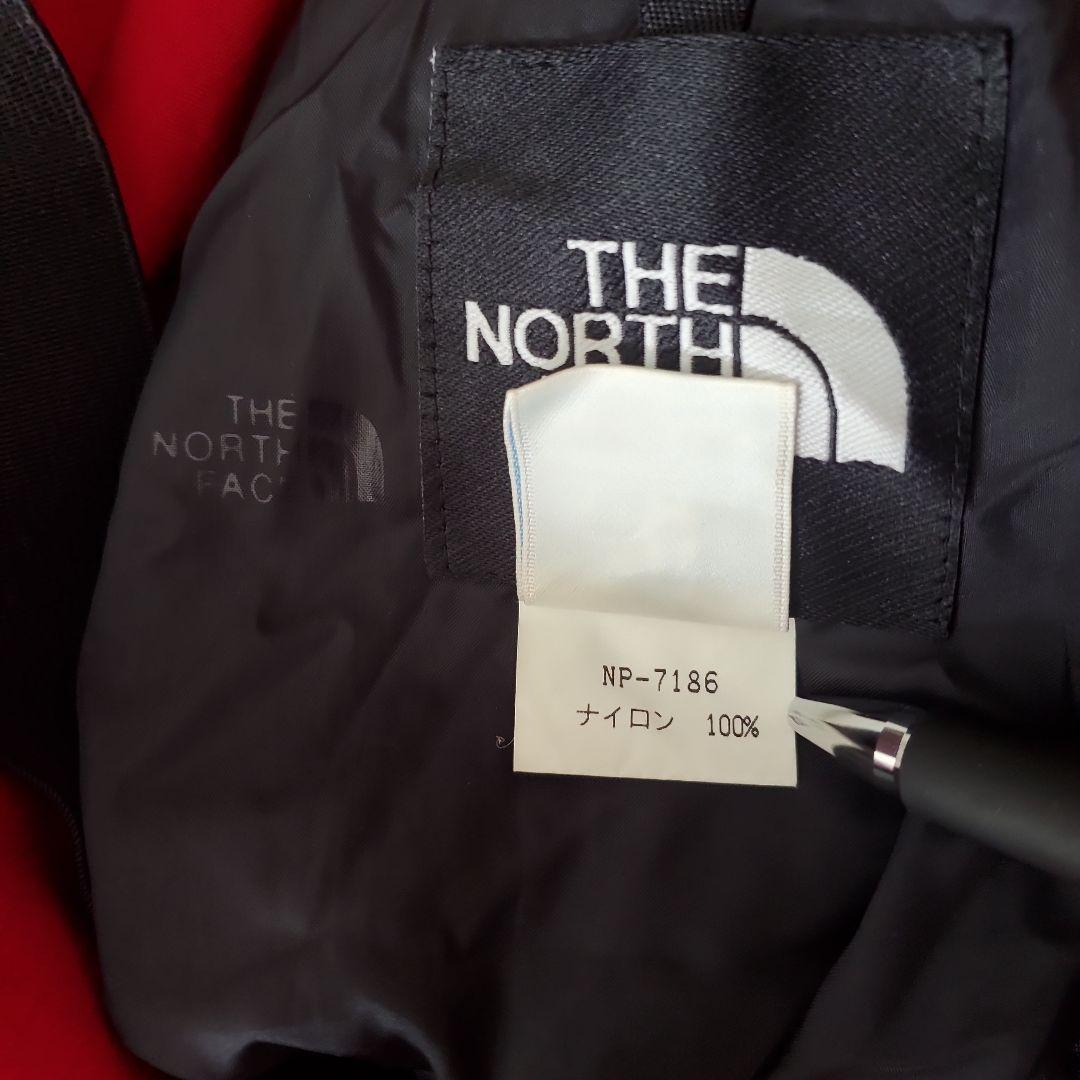 THE
NORTH
THE
NORTH
FACE
NP-7186
ナイロン 100%